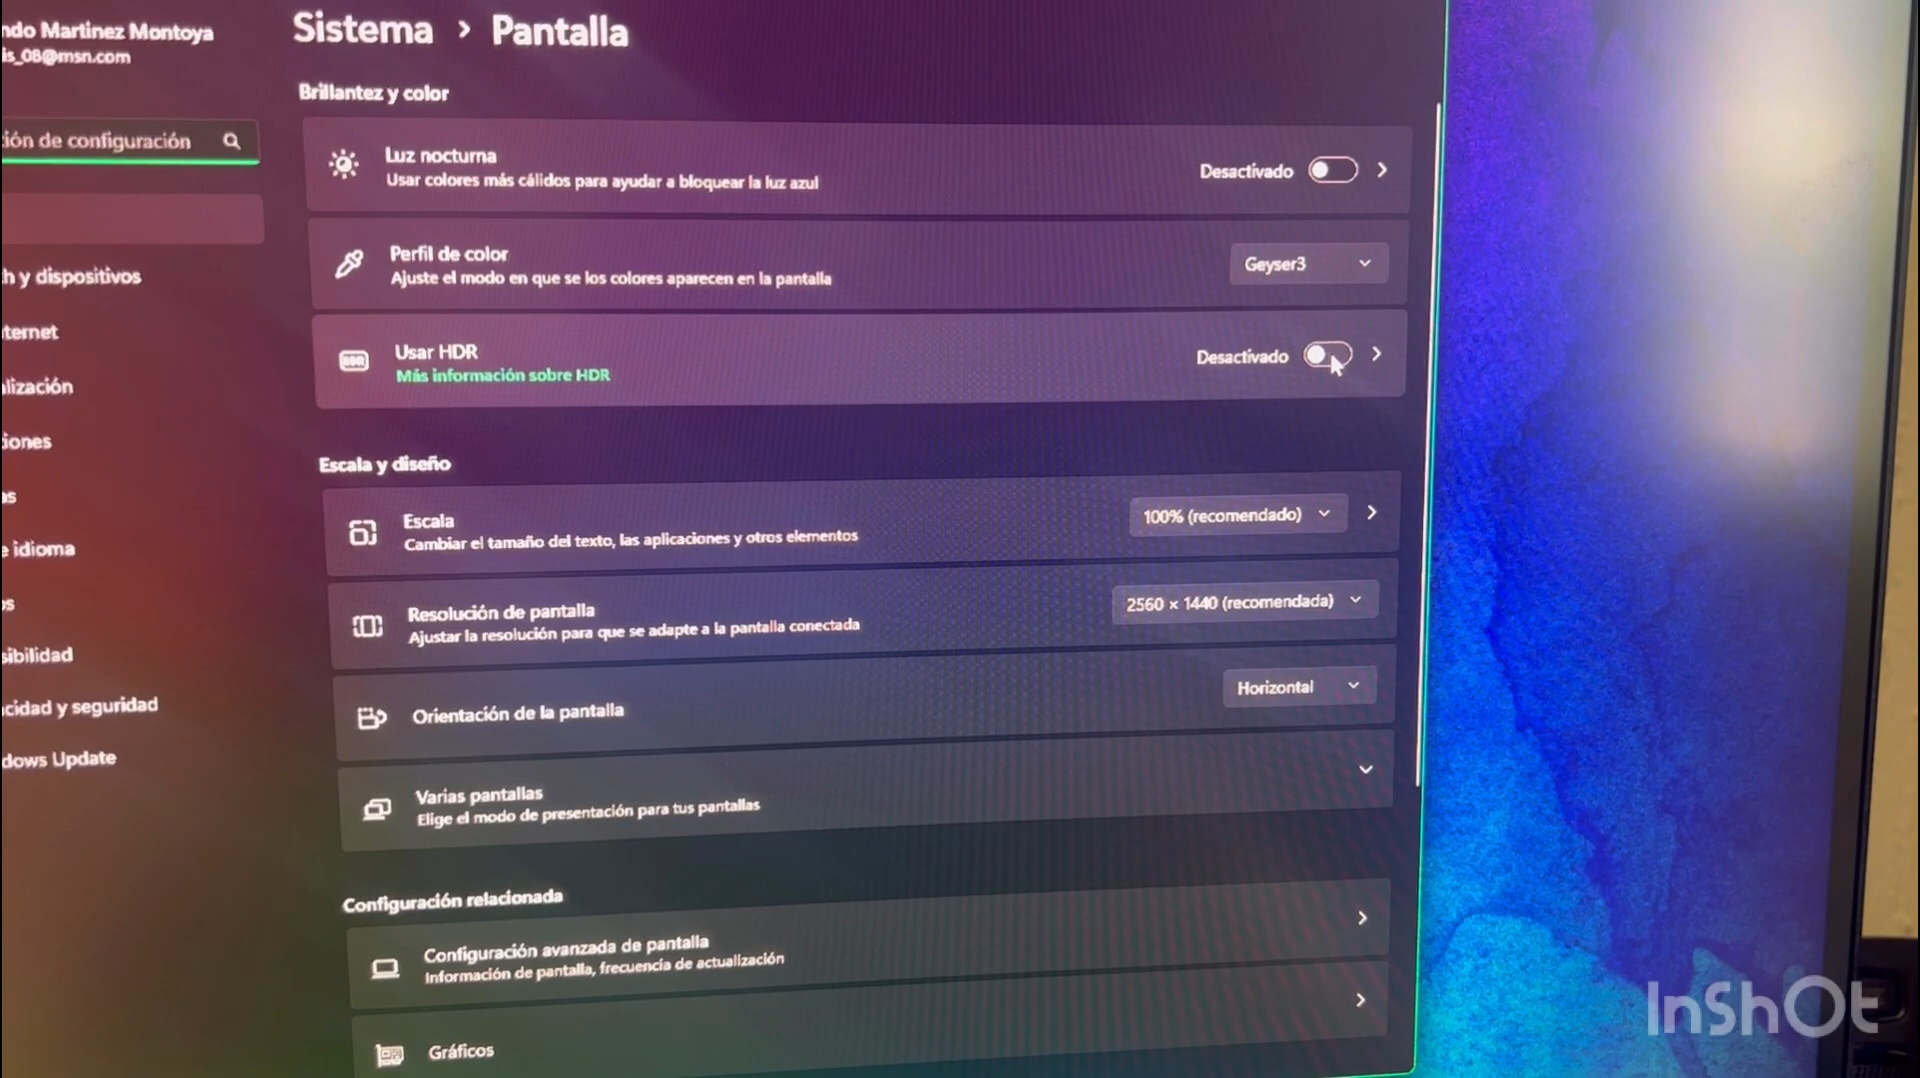 ndo Martinez Montoya
is_08@msn.com
ión de configuración
h y dispositivos
ternet
lización
iones
as
e idioma
os
sibilidad
cidad y seguridad
dows Update
Sistema > Pantalla
Brillantez y color
Luz nocturna
Usar colores más cálidos para ayudar a bloquear la luz azul
Desactivado
Perfil de color
Ajuste el modo en que se los colores aparecen en la pantalla
Geyser3
HDR
Usar HDR
Más información sobre HDR
Desactivado
Escala y diseño
Escala
Cambiar el tamaño del texto, las aplicaciones y otros elementos
100% (recomendado)
Resolución de pantalla
Ajustar la resolución para que se adapte a la pantalla conectada
2560 × 1440 (recomendada)
Orientación de la pantalla
Horizontal
Varias pantallas
Elige el modo de presentación para tus pantallas
Configuración relacionada
Configuración avanzada de pantalla
Información de pantalla, frecuencia de actualización
Gráficos
InShOt